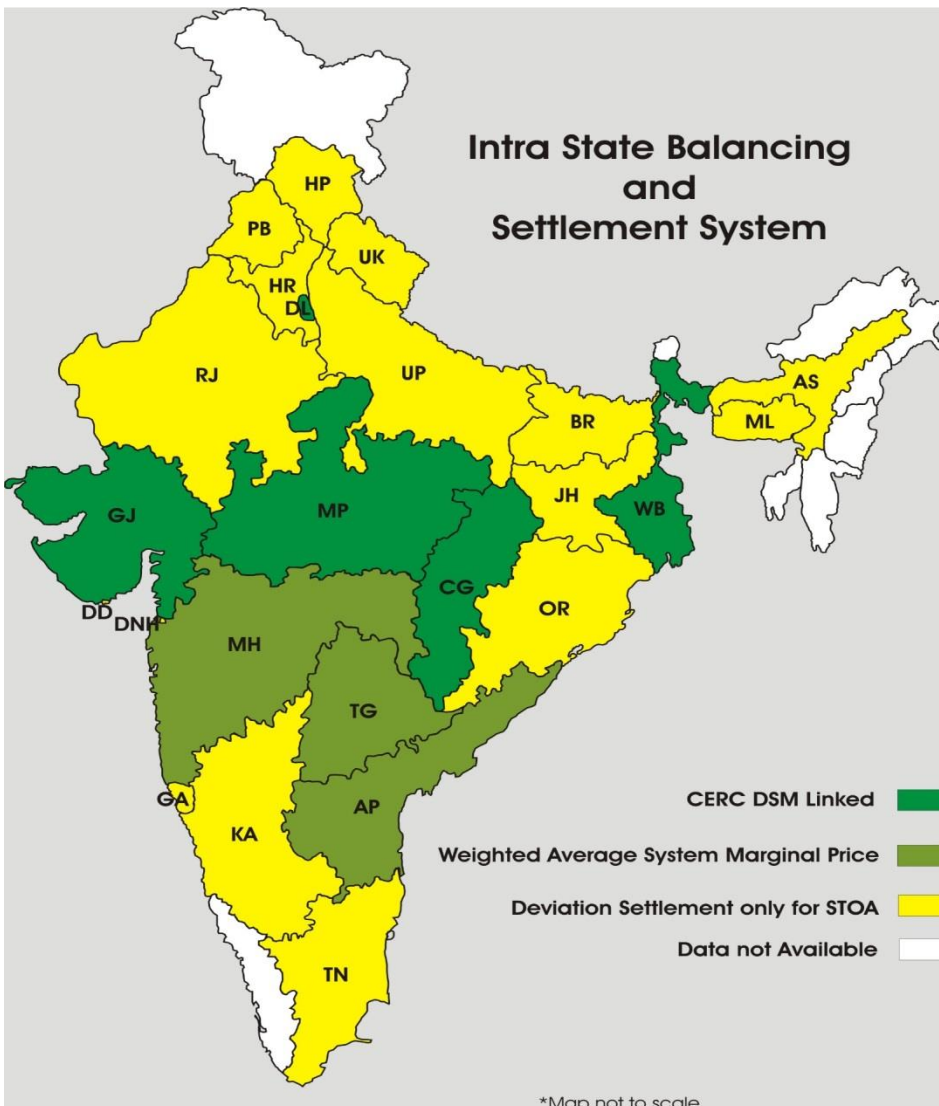 Intra State Balancing
and
Settlement System
HP
PB
UK
HR
DL
RJ
UP
AS
BR
ML
JH
GJ
MP
WB
CG
OR
DD
DNH
MH
TG
GA
AP
KA
TN
CERC DSM Linked
Weighted Average System Marginal Price
Deviation Settlement only for STOA
Data not Available
*Map not to scale